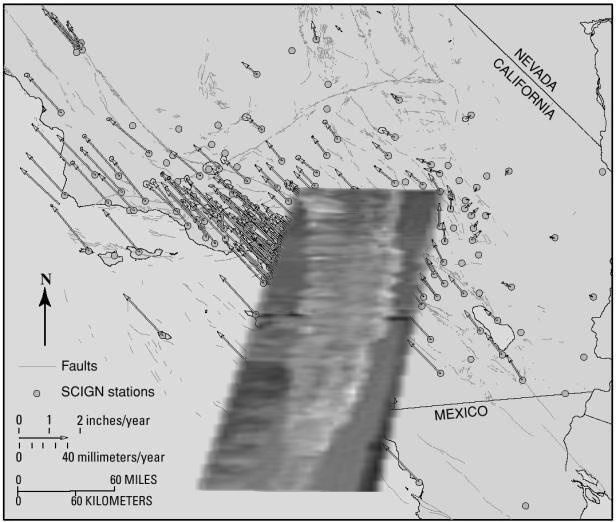 NEVADA
CALIFORNIA
N
Faults
SCIGN stations
0 1 2 inches/year
0 40 millimeters/year
0 60 MILES
0 60 KILOMETERS
MEXICO